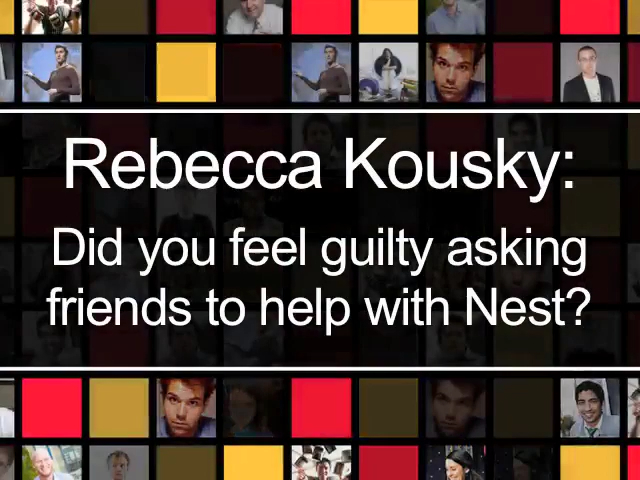 Rebecca Kousky:
Did you feel guilty asking
friends to help with Nest?